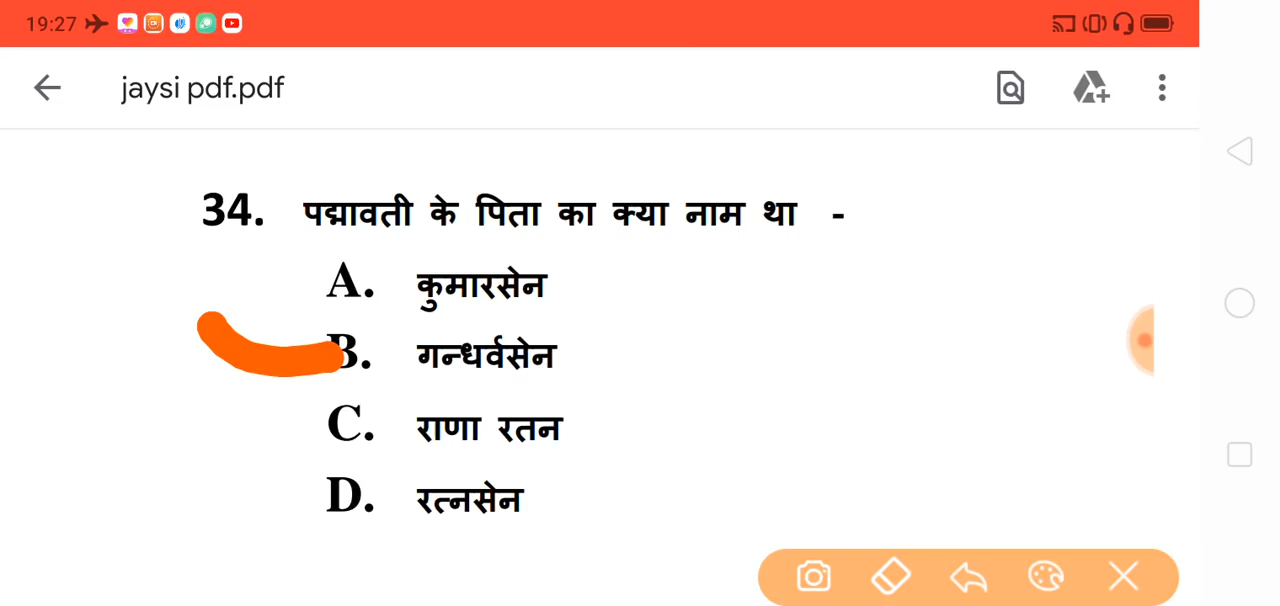 19:27
jaysi pdf.pdf
34. पद्मावती के पिता का क्या नाम था -
A. कुमारसेन
B. गन्धर्वसेन
C. राणा रतन
D. रत्नसेन